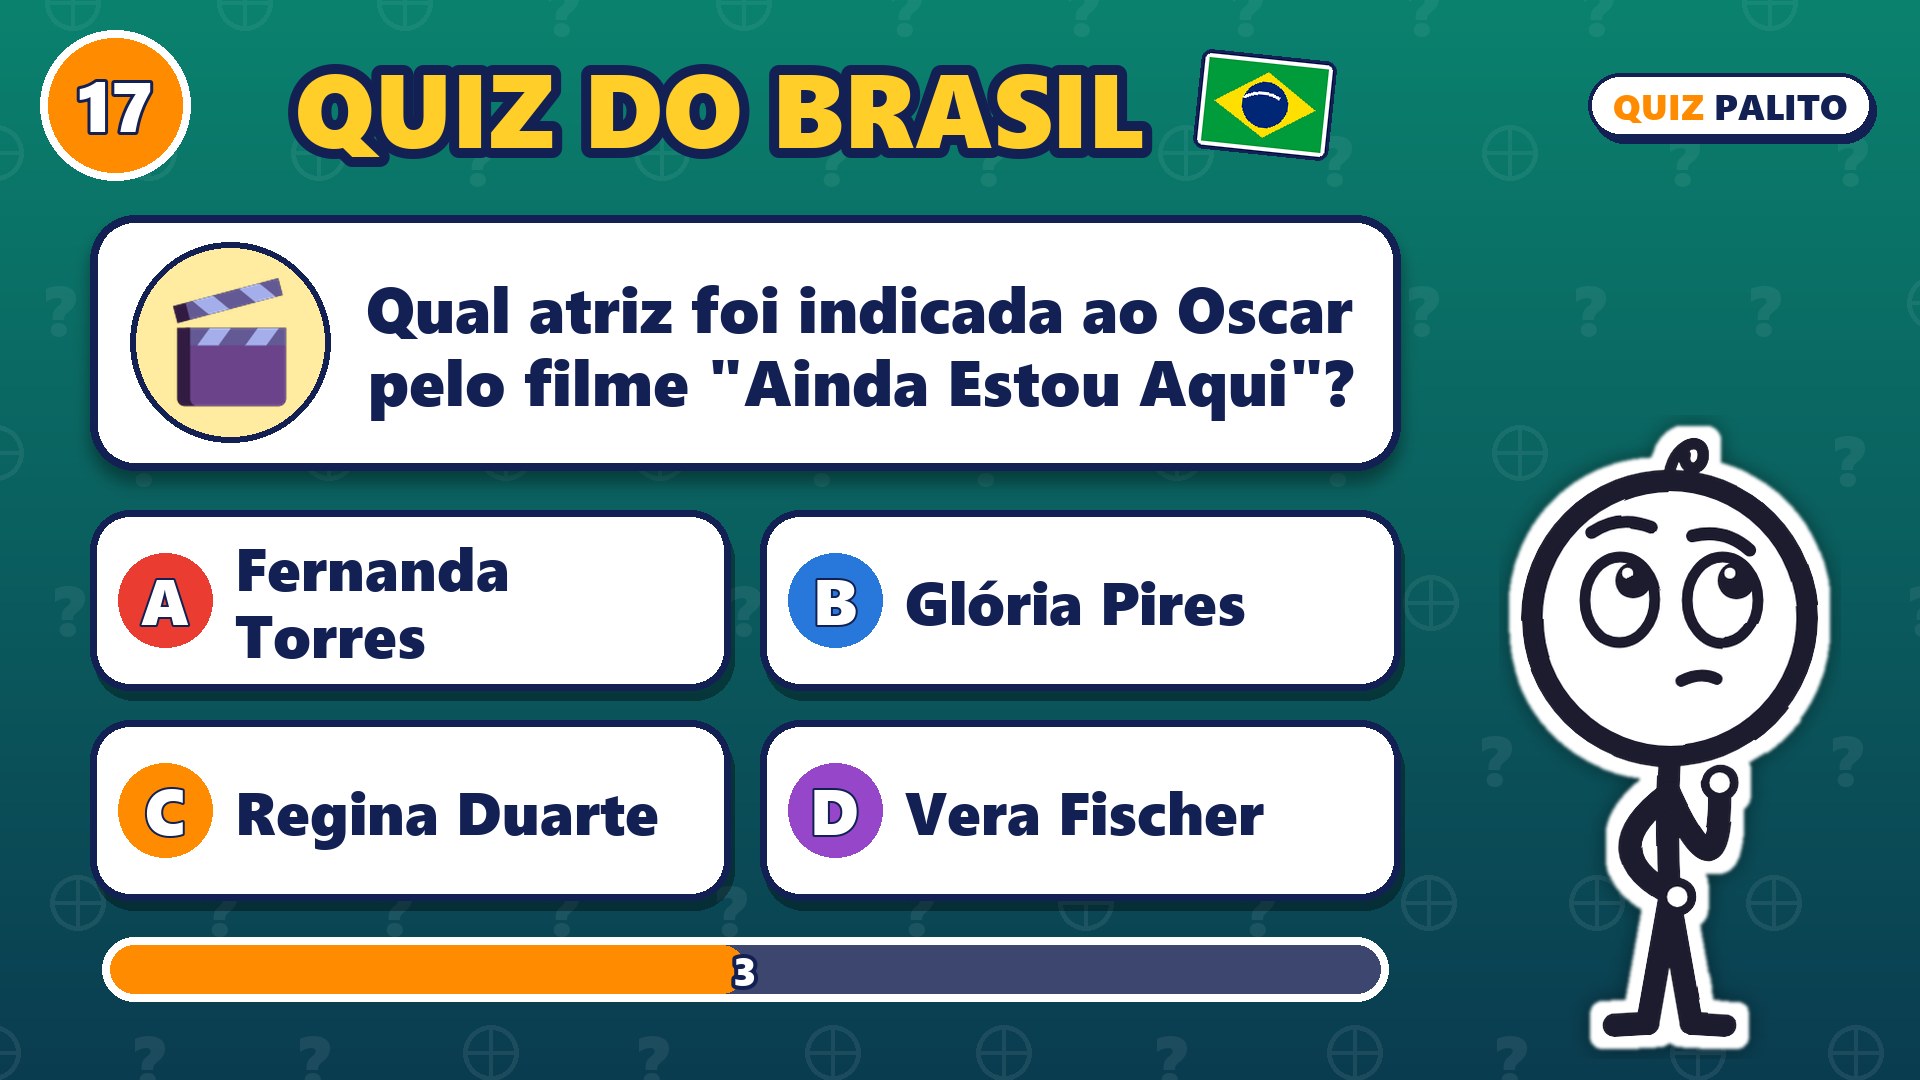 17
QUIZ DO BRASIL
QUIZ PALITO
Qual atriz foi indicada ao Oscar
pelo filme "Ainda Estou Aqui"?
A
Fernanda
Torres
B
Glória Pires
C
Regina Duarte
D
Vera Fischer
3